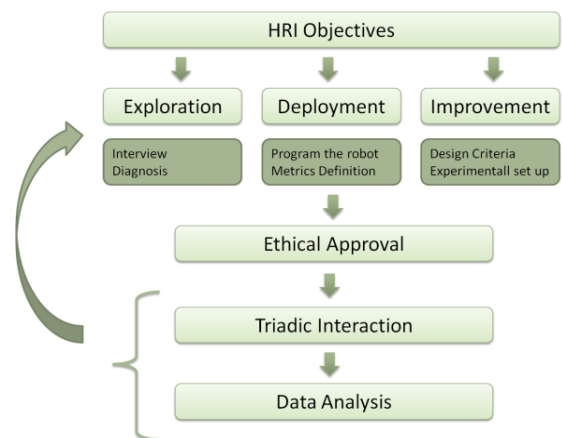 HRI Objectives
Exploration
Deployment
Improvement
Interview
Diagnosis
Program the robot
Metrics Definition
Design Criteria
Experimentall set up
Ethical Approval
Triadic Interaction
Data Analysis